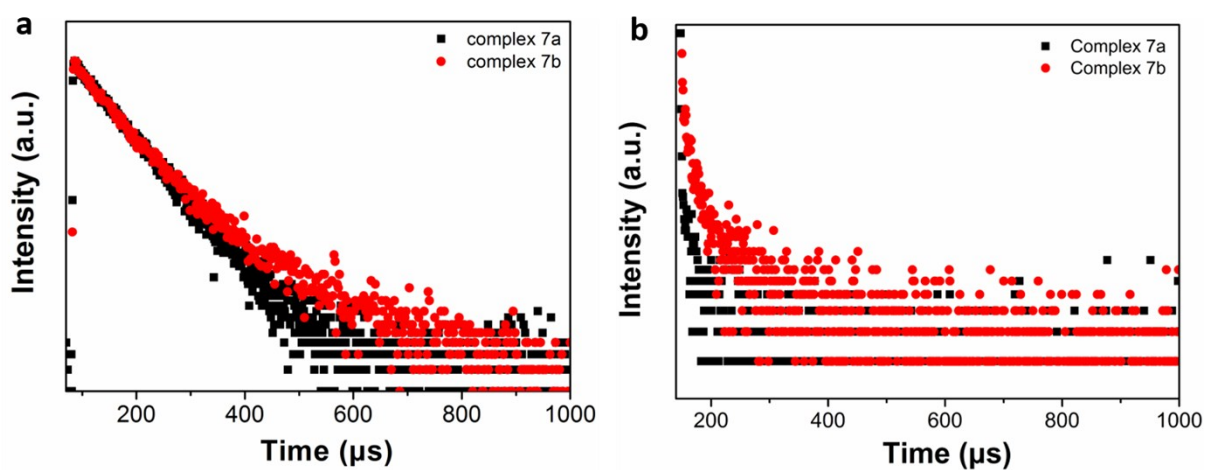 a
complex 7a
complex 7b
Intensity (a.u.)
200 400 600 800 1000
Time (μs)
b
Complex 7a
Complex 7b
Intensity (a.u.)
200 400 600 800 1000
Time (μs)